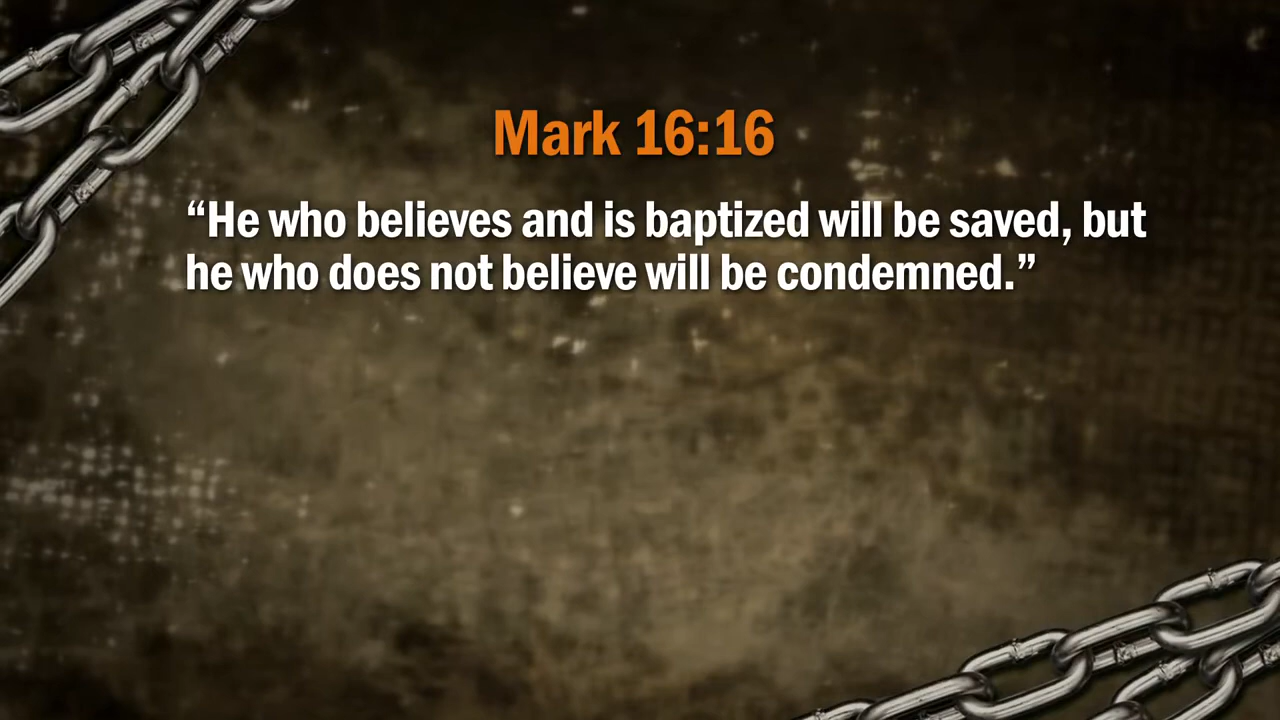 Mark 16:16
“He who believes and is baptized will be saved, but
he who does not believe will be condemned.”